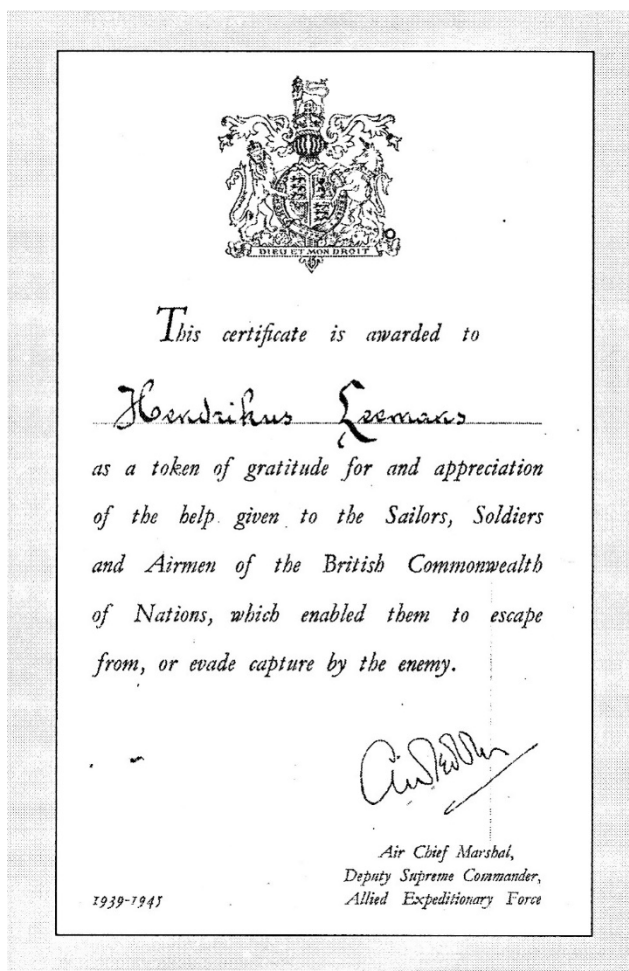 DIEU ET MON DROIT
This certificate is awarded to
Hendrikus Leemans
as a token of gratitude for and appreciation
of the help given to the Sailors, Soldiers
and Airmen of the British Commonwealth
of Nations, which enabled them to escape
from, or evade capture by the enemy.
Air Chief Marshal,
Deputy Supreme Commander,
1939-1945
Allied Expeditionary Force